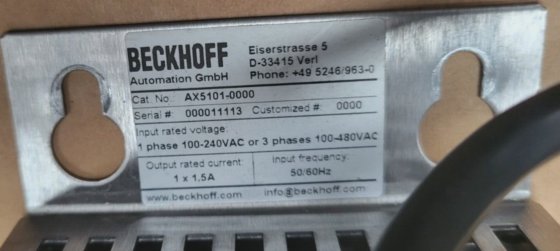 BECKHOFF
Automation GmbH
Eiserstrasse 5
D-33415 Verl
Phone: +49 5246/963-0
Cat. No. AX5101-0000
Serial # 000011113 Customized # 0000
Input rated voltage:
1 phase 100-240VAC or 3 phases 100-480VAC
Output rated current:
1 x 1.5A
Input frequency:
50/60Hz
www.beckhoff.com info@beckhoff.com